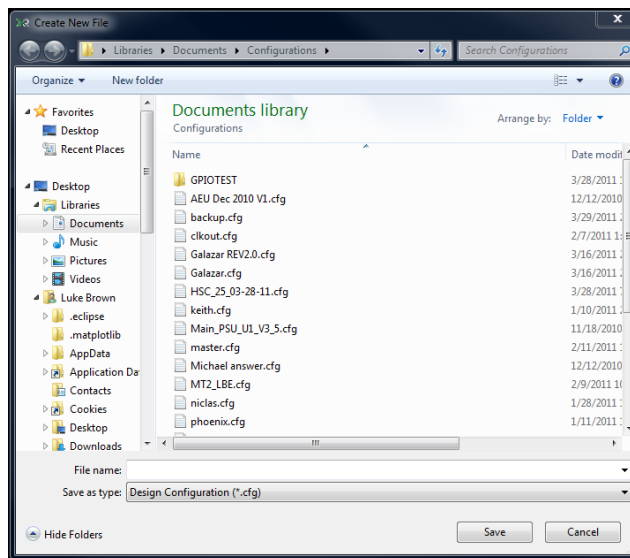 Create New File
Libraries Documents Configurations Search Configurations
Organize New folder
Favorites
Desktop
Recent Places
Desktop
Libraries
Documents
Music
Pictures
Videos
Luke Brown
.eclipse
.matplotlib
AppData
Application Da
Contacts
Cookies
Desktop
Downloads
Documents library
Configurations
Arrange by: Folder
Name Date modif
GPIOTEST 3/28/2011
AEU Dec 2010 V1.cfg 12/12/2010
backup.cfg 3/29/2011
clkout.cfg 2/7/2011
Galazar REV2.0.cfg 3/16/2011
Galazar.cfg 3/16/2011
HSC_25_03-28-11.cfg 3/28/2011
keith.cfg 1/10/2011
Main_PSU_U1_V3_5.cfg 11/18/2010
master.cfg 2/11/2011
Michael answer.cfg 12/12/2010
MT2_LBE.cfg 2/9/2011
niclas.cfg 1/28/2011
phoenix.cfg 1/11/2011
File name:
Save as type: Design Configuration (*.cfg)
Hide Folders Save Cancel